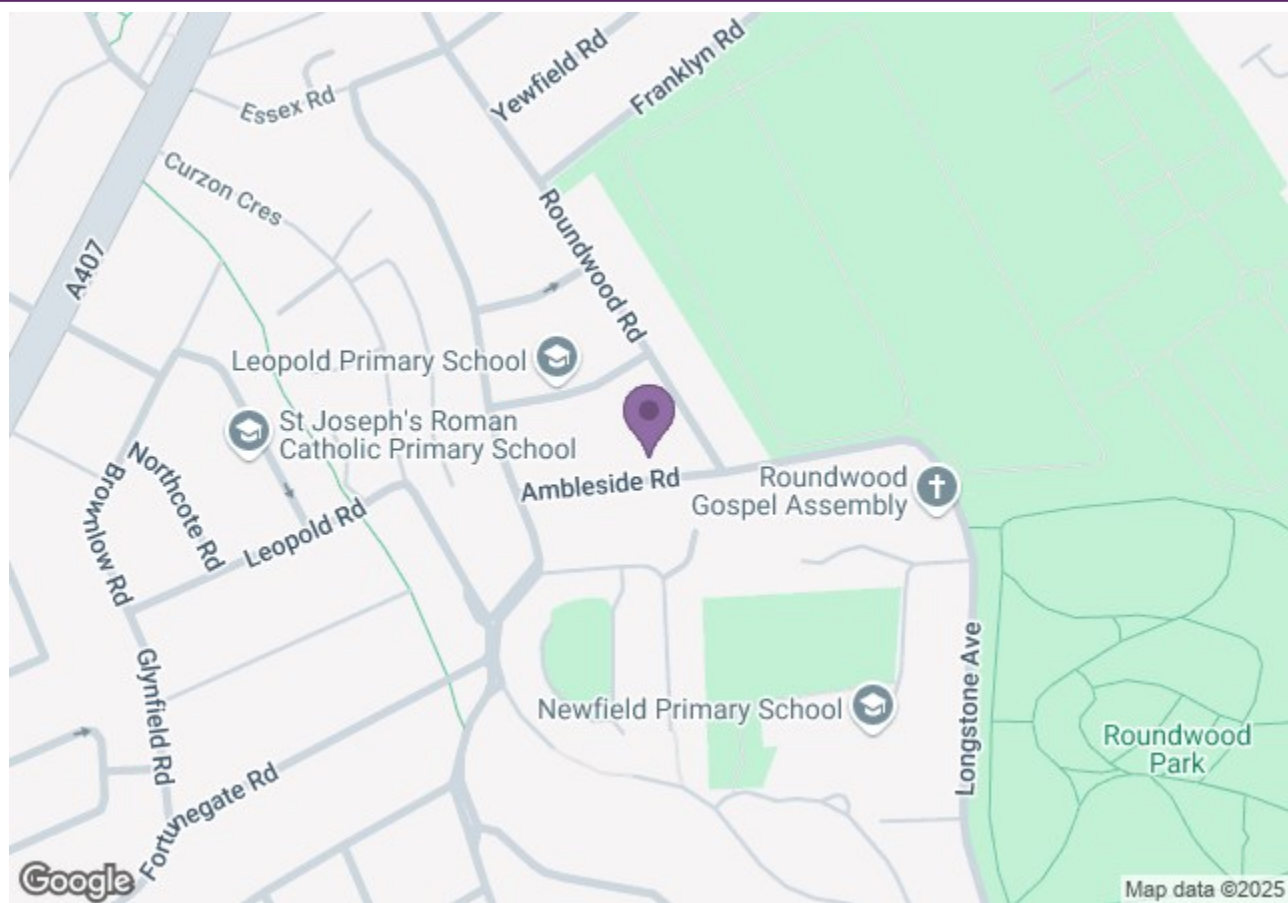 Yewfield Rd
Franklyn Rd
Essex Rd
Curzon Cres
Roundwood Rd
A407
Leopold Primary School
St Joseph's Roman
Catholic Primary School
Northcote Rd
Brownlow Rd
Ambleside Rd
Roundwood
Gospel Assembly
Leopold Rd
Glynfield Rd
Longstone Ave
Newfield Primary School
Roundwood
Park
Fortunegate Rd
Google
Map data ©2025